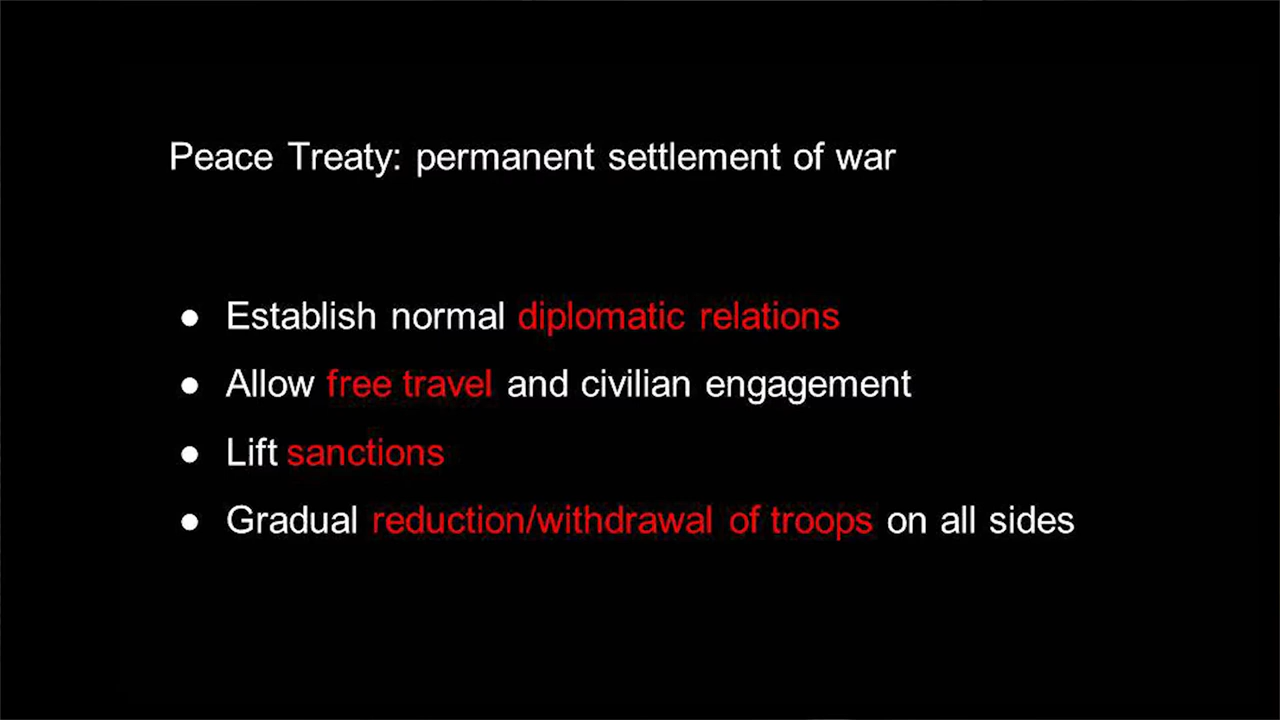 Peace Treaty: permanent settlement of war
● Establish normal diplomatic relations
● Allow free travel and civilian engagement
● Lift sanctions
● Gradual reduction/withdrawal of troops on all sides